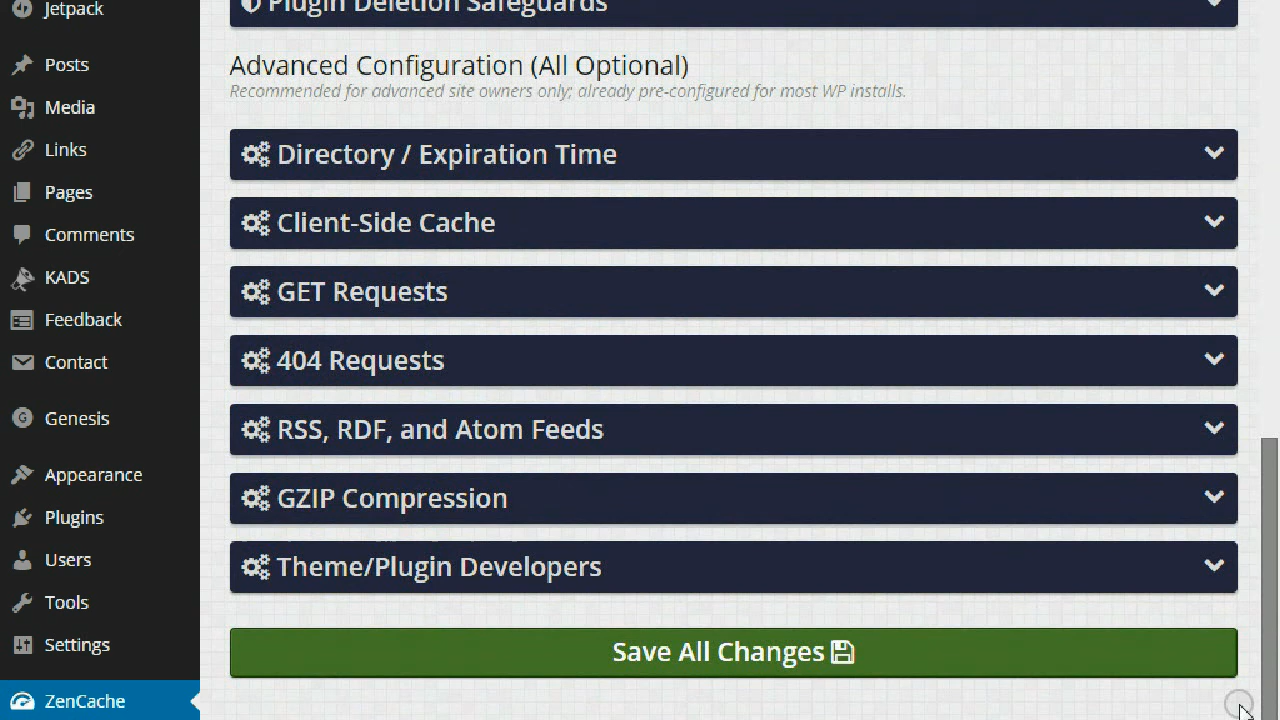 Jetpack
Posts
Media
Links
Pages
Comments
KADS
Feedback
Contact
Genesis
Appearance
Plugins
Users
Tools
Settings
ZenCache
Plugin Deletion Safeguards
Advanced Configuration (All Optional)
Recommended for advanced site owners only; already pre-configured for most WP installs.
Directory / Expiration Time
Client-Side Cache
GET Requests
404 Requests
RSS, RDF, and Atom Feeds
GZIP Compression
Theme/Plugin Developers
Save All Changes